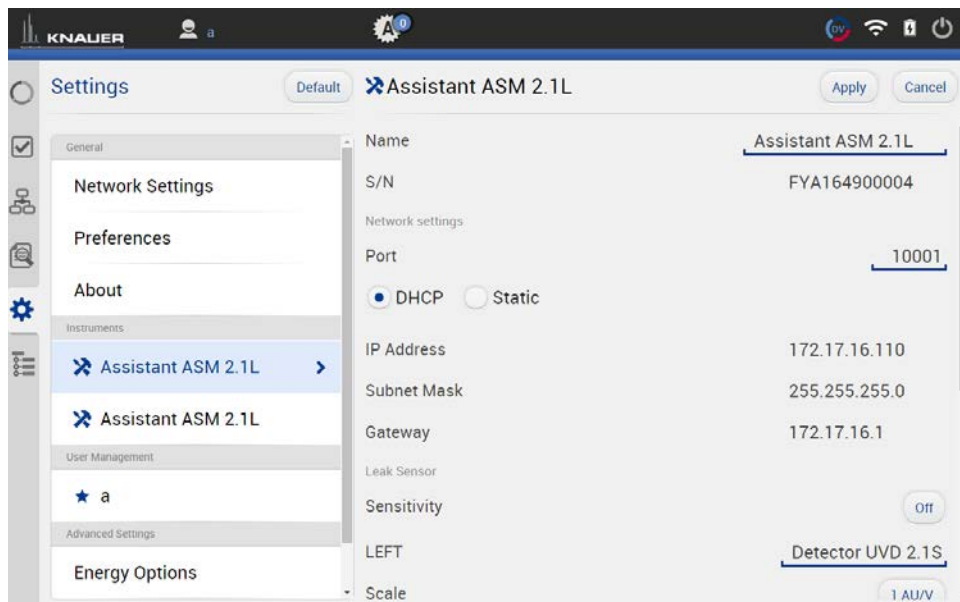 KNAUER
a
A 0
DV
Settings
Default
Assistant ASM 2.1L
Apply
Cancel
General
Network Settings
Preferences
About
Instruments
Assistant ASM 2.1L
Assistant ASM 2.1L
User Management
a
Advanced Settings
Energy Options
Name
Assistant ASM 2.1L
S/N
FYA164900004
Network settings
Port
10001
DHCP Static
IP Address
172.17.16.110
Subnet Mask
255.255.255.0
Gateway
172.17.16.1
Leak Sensor
Sensitivity
Off
LEFT
Detector UVD 2.1S
Scale
1 AU/V